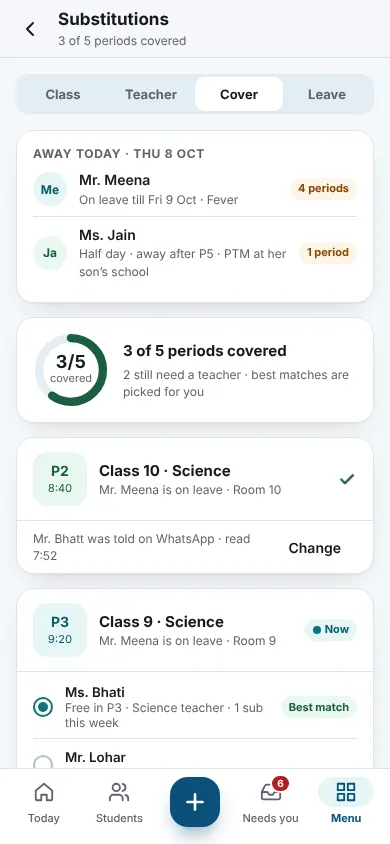 Substitutions
3 of 5 periods covered
Class
Teacher
Cover
Leave
AWAY TODAY · THU 8 OCT
Me
Mr. Meena
On leave till Fri 9 Oct · Fever
4 periods
Ja
Ms. Jain
Half day · away after P5 · PTM at her
son's school
1 period
3/5
covered
3 of 5 periods covered
2 still need a teacher · best matches are
picked for you
P2
8:40
Class 10 · Science
Mr. Meena is on leave · Room 10
Mr. Bhatt was told on WhatsApp · read
7:52
Change
P3
9:20
Class 9 · Science
Mr. Meena is on leave · Room 9
Now
Ms. Bhati
Free in P3 · Science teacher · 1 sub
this week
Best match
Mr. Lohar
Today
Students
6
Needs you
Menu